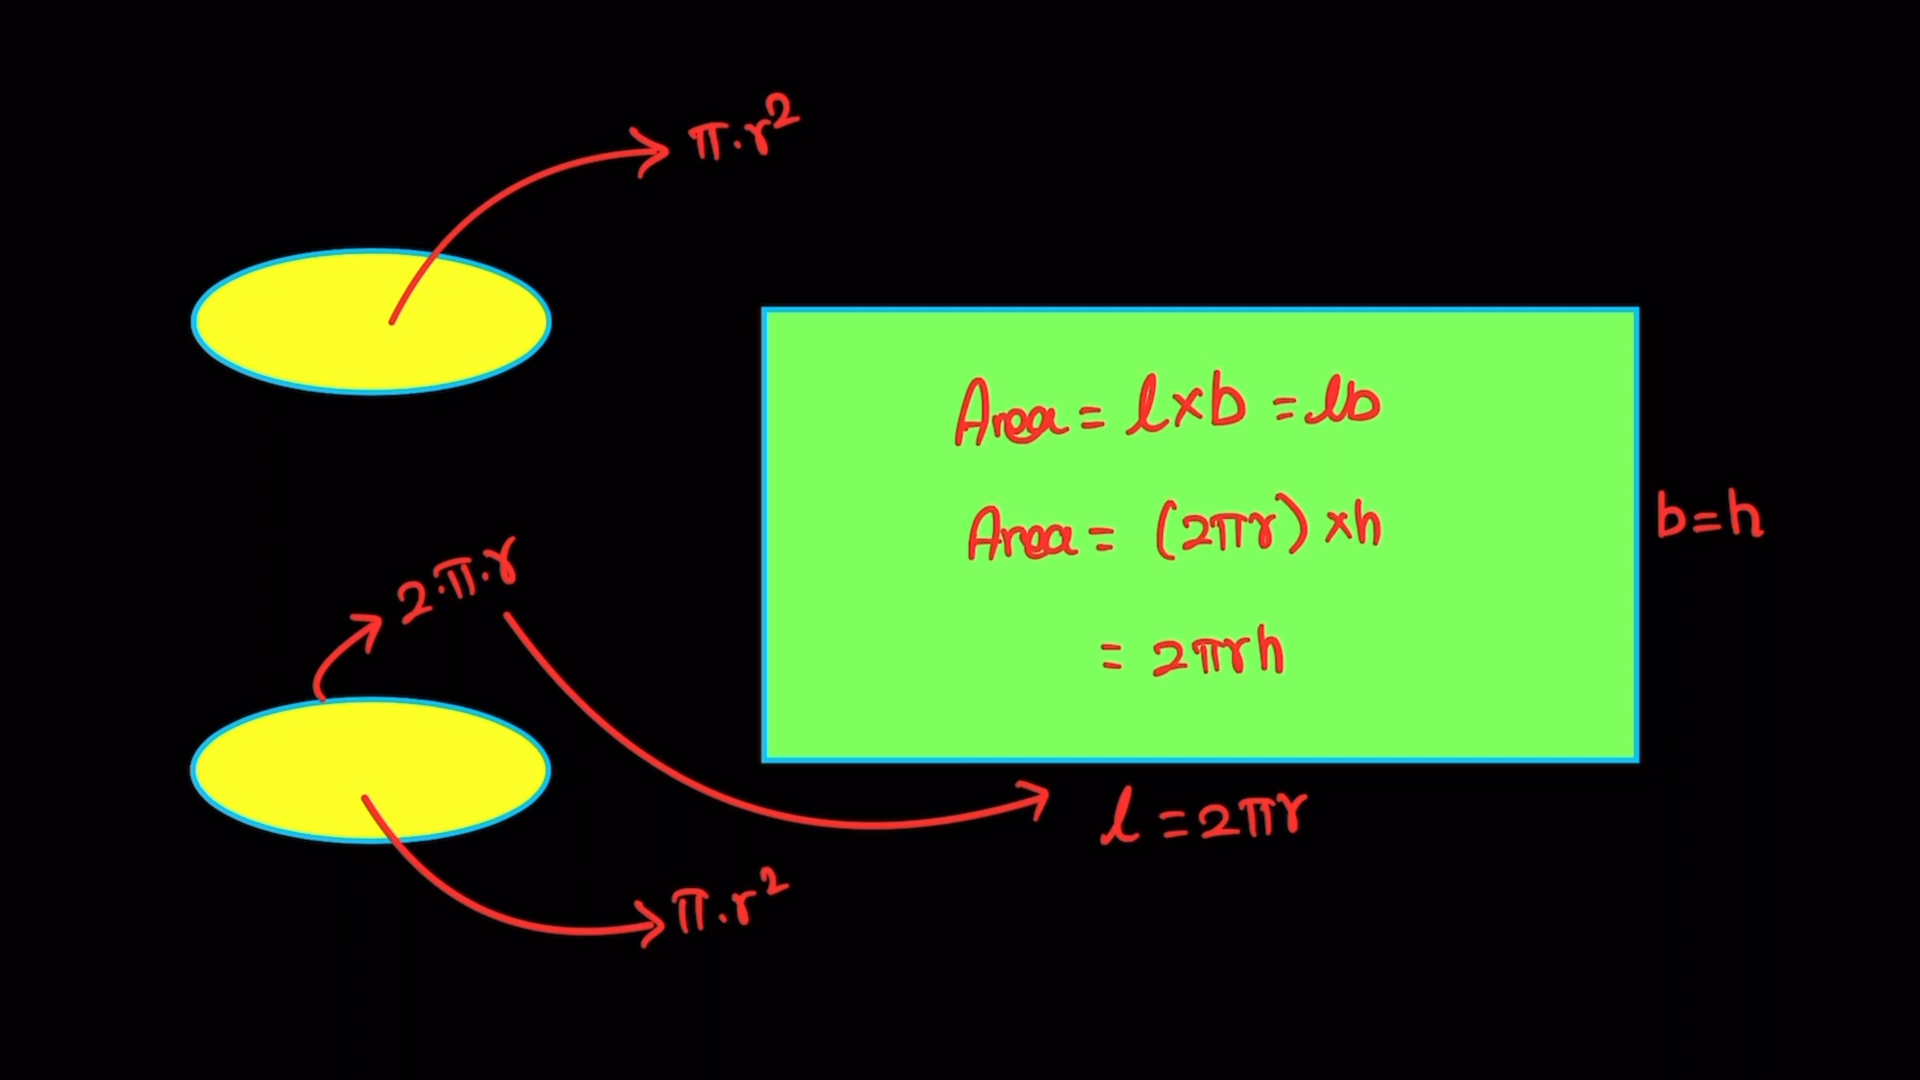 π.r²
Area = l×b = lb
Area = (2πr)×h
= 2πrh
b=h
2.π.r
l = 2πr
π.r²